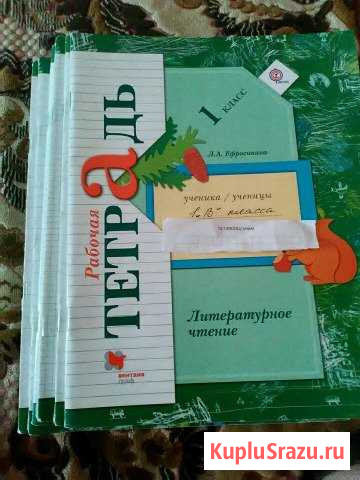 Рабочая
ТЕТРАДЬ
1 класс
Л.А. Ефросинина
ученика / ученицы
1 „В" класса
Литературное
чтение
вентана
граф
KupluSrazu.ru